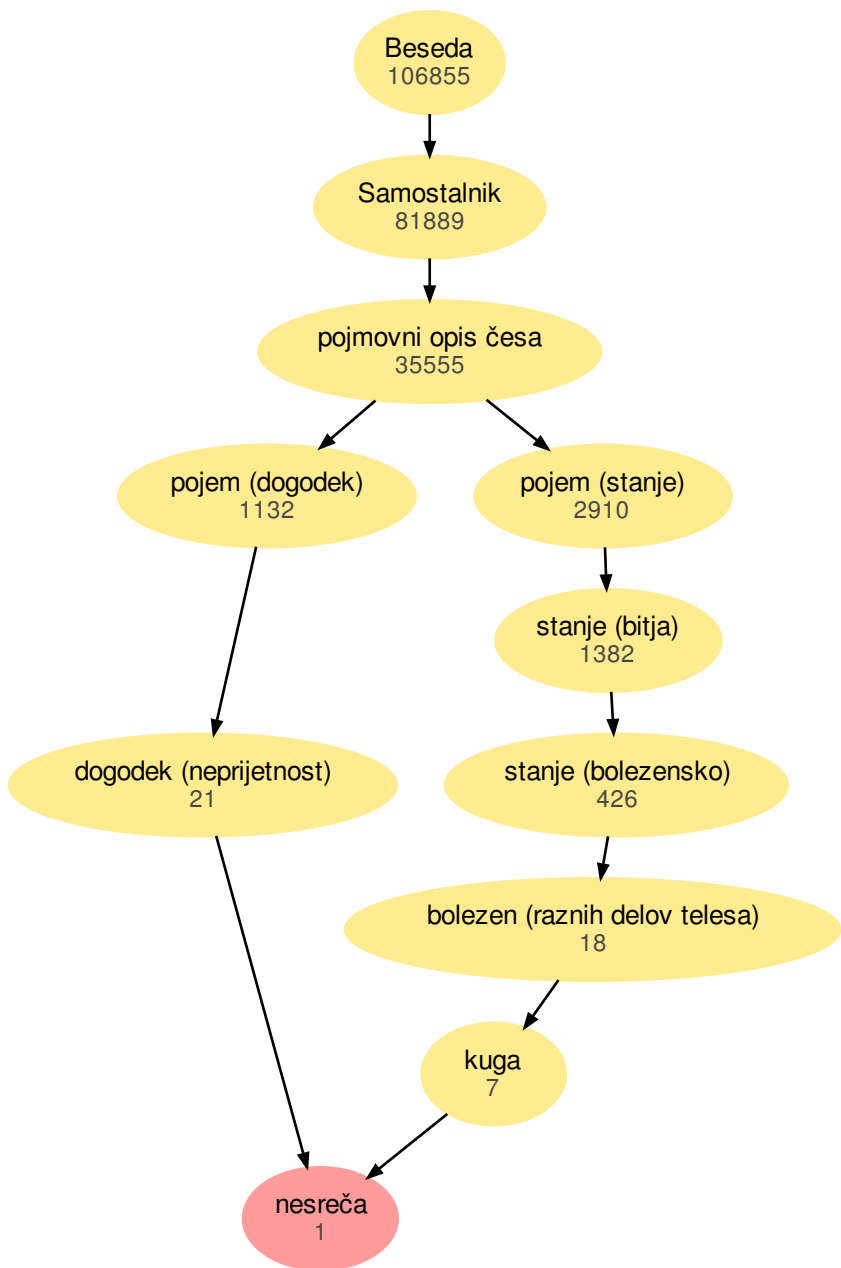 Beseda
106855
Samostalnik
81889
pojmovni opis česa
35555
pojem (dogodek)
1132
pojem (stanje)
2910
stanje (bitja)
1382
dogodek (neprijetnost)
21
stanje (bolezensko)
426
bolezen (raznih delov telesa)
18
kuga
7
nesreča
1